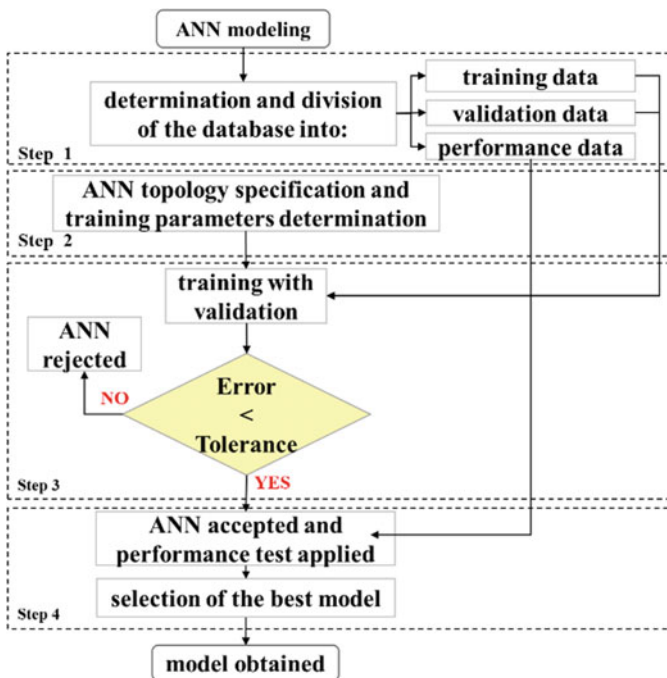 ANN modeling
determination and division
of the database into:
training data
validation data
performance data
Step 1
ANN topology specification and
training parameters determination
Step 2
training with
validation
ANN
rejected
NO
Error
<
Tolerance
YES
Step 3
ANN accepted and
performance test applied
selection of the best model
Step 4
model obtained